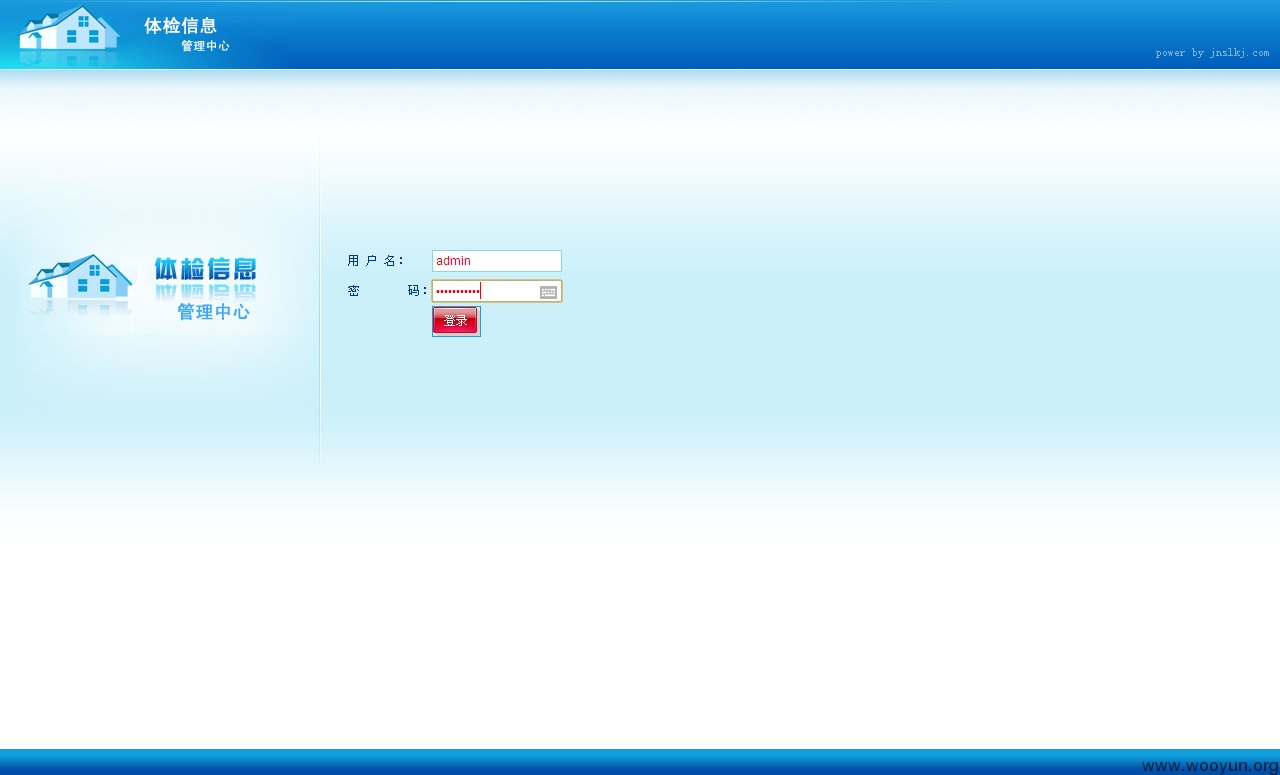 体检信息
管理中心
power by jnslkj.com
体检信息
管理中心
用 户 名：
admin
密 码：
•••••••••••
登录
www.wooyun.org